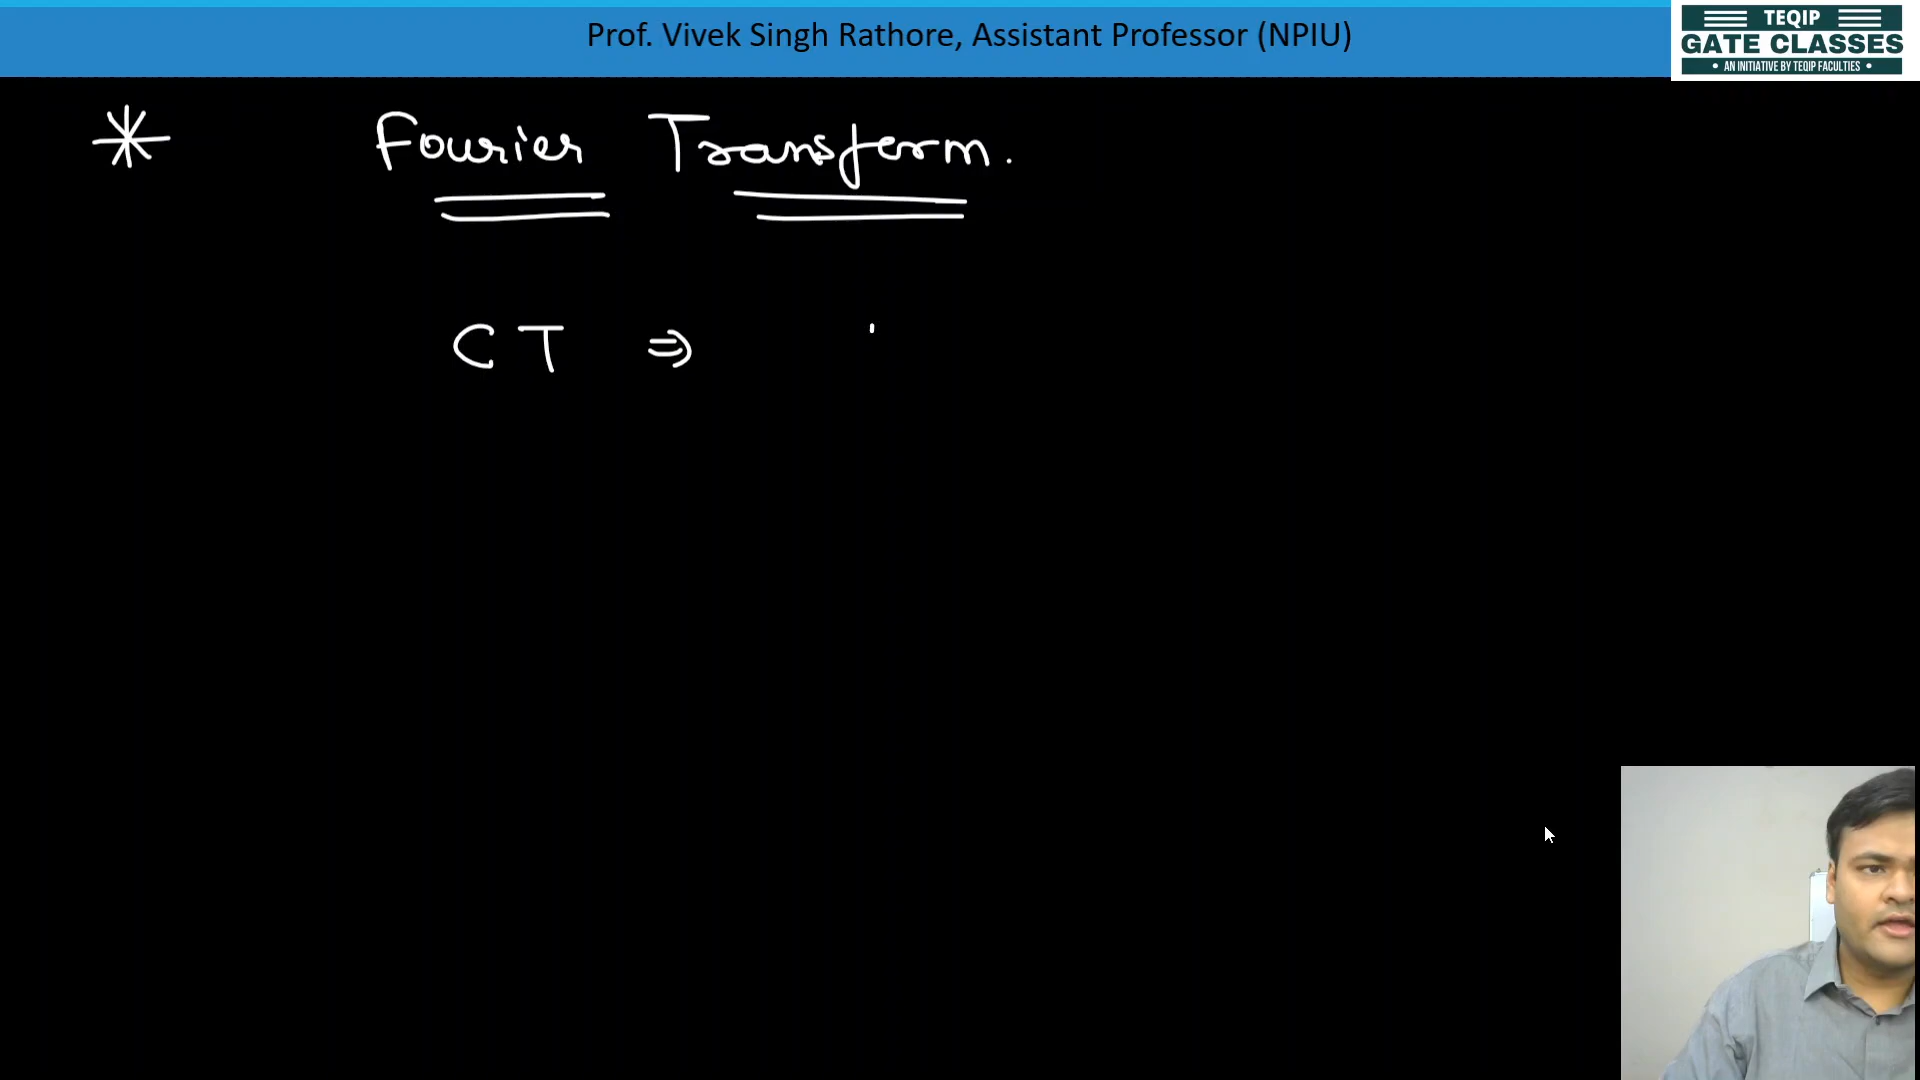 Prof. Vivek Singh Rathore, Assistant Professor (NPIU)
TEQIP
GATE CLASSES
• AN INITIATIVE BY TEQIP FACULTIES •
* Fourier Transform.
CT ⇒